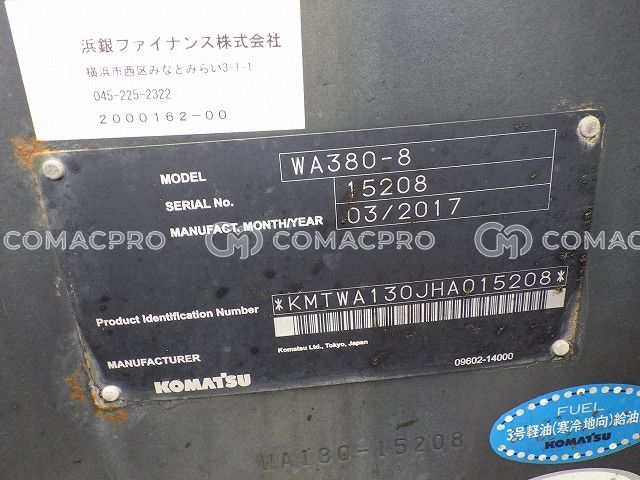 浜銀ファイナンス株式会社
横浜市西区みなとみらい3-1-1
045-225-2322
2000162-00
MODEL WA380-8
SERIAL No. 15208
MANUFACT, MONTH/YEAR 03/2017
COMACPRO COMACPRO COMACPRO
Product Identification Number *KMTWA130JHA015208*
Komatsu Ltd., Tokyo, Japan
MANUFACTURER 09602-14000
KOMATSU
FUEL
3号軽油(寒冷地向)給油
KOMATSU
WA130-15208